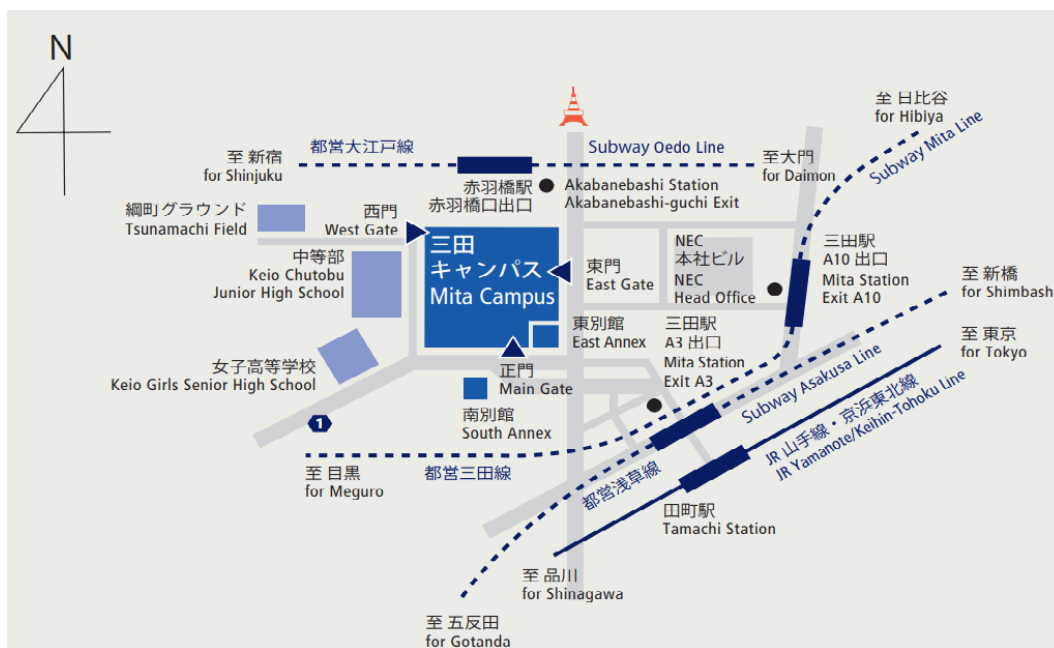 N
至 日比谷
for Hibiya
Subway Mita Line
都営大江戸線
Subway Oedo Line
至 新宿
for Shinjuku
至大門
for Daimon
赤羽橋駅
赤羽橋口出口
Akabanebashi Station
Akabanebashi-guchi Exit
綱町グラウンド
Tsunamachi Field
西門
West Gate
三田
キャンパス
Mita Campus
中等部
Keio Chutobu
Junior High School
東門
East Gate
NEC
本社ビル
NEC
Head Office
三田駅
A10 出口
Mita Station
Exit A10
至 新橋
for Shimbash
至 東京
for Tokyo
東別館
East Annex
三田駅
A3 出口
Mita Station
Exit A3
女子高等学校
Keio Girls Senior High School
正門
Main Gate
南別館
South Annex
1
Subway Asakusa Line
JR 山手線・京浜東北線
JR Yamanote/Keihin-Tohoku Line
至 目黒
for Meguro
都営三田線
都営浅草線
田町駅
Tamachi Station
至 品川
for Shinagawa
至 五反田
for Gotanda